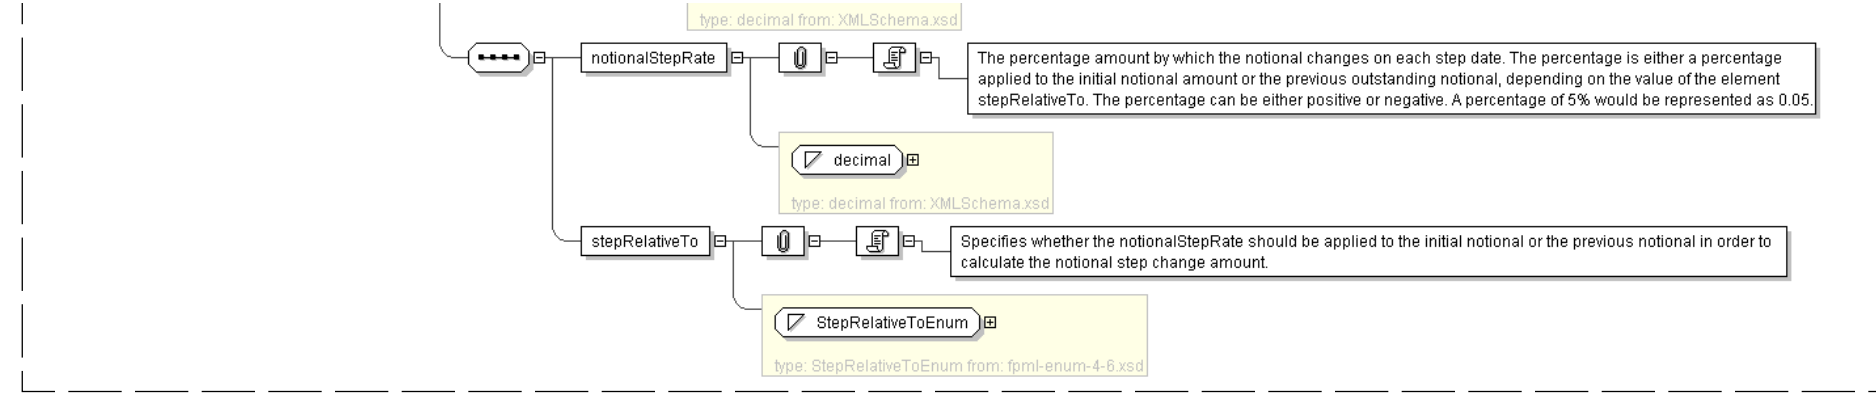 type: decimal from: XMLSchema.xsd
notionalStepRate
The percentage amount by which the notional changes on each step date. The percentage is either a percentage
applied to the initial notional amount or the previous outstanding notional, depending on the value of the element
stepRelativeTo. The percentage can be either positive or negative. A percentage of 5% would be represented as 0.05.
decimal
type: decimal from: XMLSchema.xsd
stepRelativeTo
Specifies whether the notionalStepRate should be applied to the initial notional or the previous notional in order to
calculate the notional step change amount.
StepRelativeToEnum
type: StepRelativeToEnum from: fpml-enum-4-6.xsd